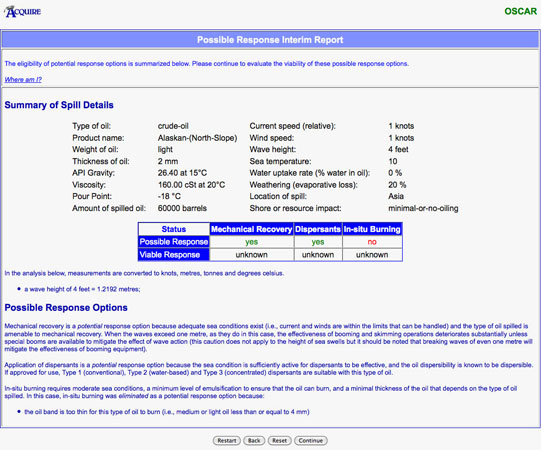 ACQUIRE OSCAR
Possible Response Interim Report
The eligibility of potential response options is summarized below. Please continue to evaluate the viability of these possible response options.
Where am I?
Summary of Spill Details
Type of oil: crude-oil Current speed (relative): 1 knots
Product name: Alaskan-(North-Slope) Wind speed: 1 knots
Weight of oil: light Wave height: 4 feet
Thickness of oil: 2 mm Sea temperature: 10
API Gravity: 26.40 at 15°C Water uptake rate (% water in oil): 0 %
Viscosity: 160.00 cSt at 20°C Weathering (evaporative loss): 20 %
Pour Point: -18 °C Location of spill: Asia
Amount of spilled oil: 60000 barrels Shore or resource impact: minimal-or-no-oiling
Status Mechanical Recovery Dispersants In-situ Burning
Possible Response yes yes no
Viable Response unknown unknown unknown
In the analysis below, measurements are converted to knots, metres, tonnes and degrees celsius.
• a wave height of 4 feet = 1.2192 metres;
Possible Response Options
Mechanical recovery is a potential response option because adequate sea conditions exist (i.e., current and winds are within the limits that can be handled) and the type of oil spilled is
amenable to mechanical recovery. When the waves exceed one metre, as they do in this case, the effectiveness of booming and skimming operations deteriorates substantially unless
special booms are available to mitigate the effect of wave action (this caution does not apply to the height of sea swells but it should be noted that breaking waves of even one metre will
mitigate the effectiveness of booming equipment).
Application of dispersants is a potential response option because the sea condition is sufficiently active for dispersants to be effective, and the oil dispersibility is known to be dispersible.
If approved for use, Type 1 (conventional), Type 2 (water-based) and Type 3 (concentrated) dispersants are suitable with this type of oil.
In-situ burning requires moderate sea conditions, a minimum level of emulsification to ensure that the oil can burn, and a minimal thickness of the oil that depends on the type of oil
spilled. In this case, in-situ burning was eliminated as a potential response option because:
• the oil band is too thin for this type of oil to burn (i.e., medium or light oil less than or equal to 4 mm)
Restart Back Reset Continue